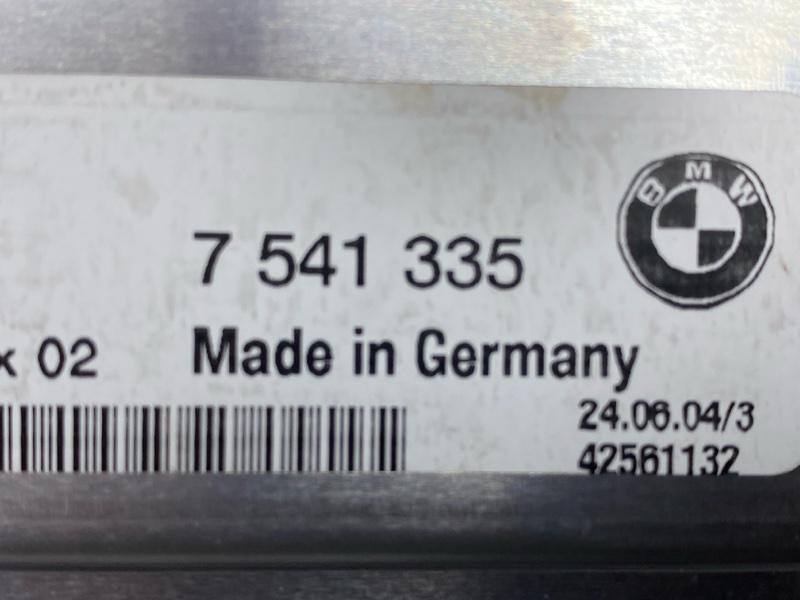 BMW
7 541 335
x 02 Made in Germany
24.06.04/3
42561132